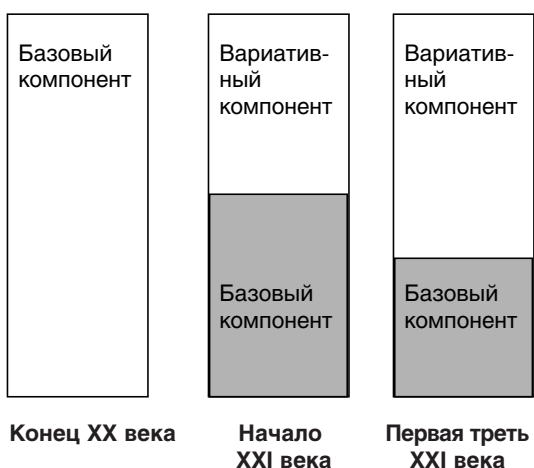 Базовый
компонент
Вариатив-
ный
компонент
Базовый
компонент
Вариатив-
ный
компонент
Базовый
компонент
Конец XX века
Начало
XXI века
Первая треть
XXI века